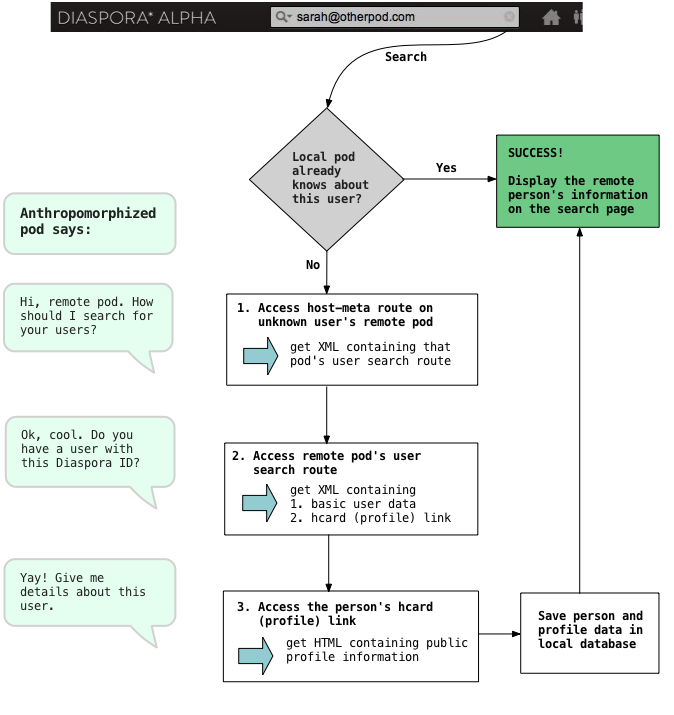 DIASPORA* ALPHA
sarah@otherpod.com
Search
Local pod
already
knows about
this user?
Yes
SUCCESS!
Display the remote
person's information
on the search page
Anthropomorphized
pod says:
No
Hi, remote pod. How
should I search for
your users?
1. Access host-meta route on
unknown user's remote pod
get XML containing that
pod's user search route
Ok, cool. Do you
have a user with
this Diaspora ID?
2. Access remote pod's user
search route
get XML containing
1. basic user data
2. hcard (profile) link
Yay! Give me
details about this
user.
3. Access the person's hcard
(profile) link
get HTML containing public
profile information
Save person and
profile data in
local database